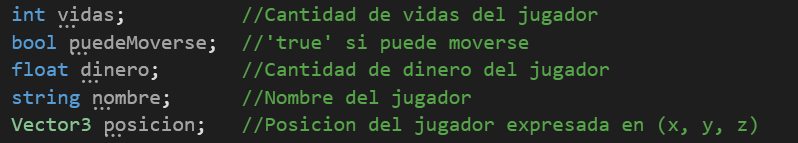 int vidas;          //Cantidad de vidas del jugador
bool puedeMoverse;  //'true' si puede moverse
float dinero;       //Cantidad de dinero del jugador
string nombre;      //Nombre del jugador
Vector3 posicion;   //Posicion del jugador expresada en (x, y, z)